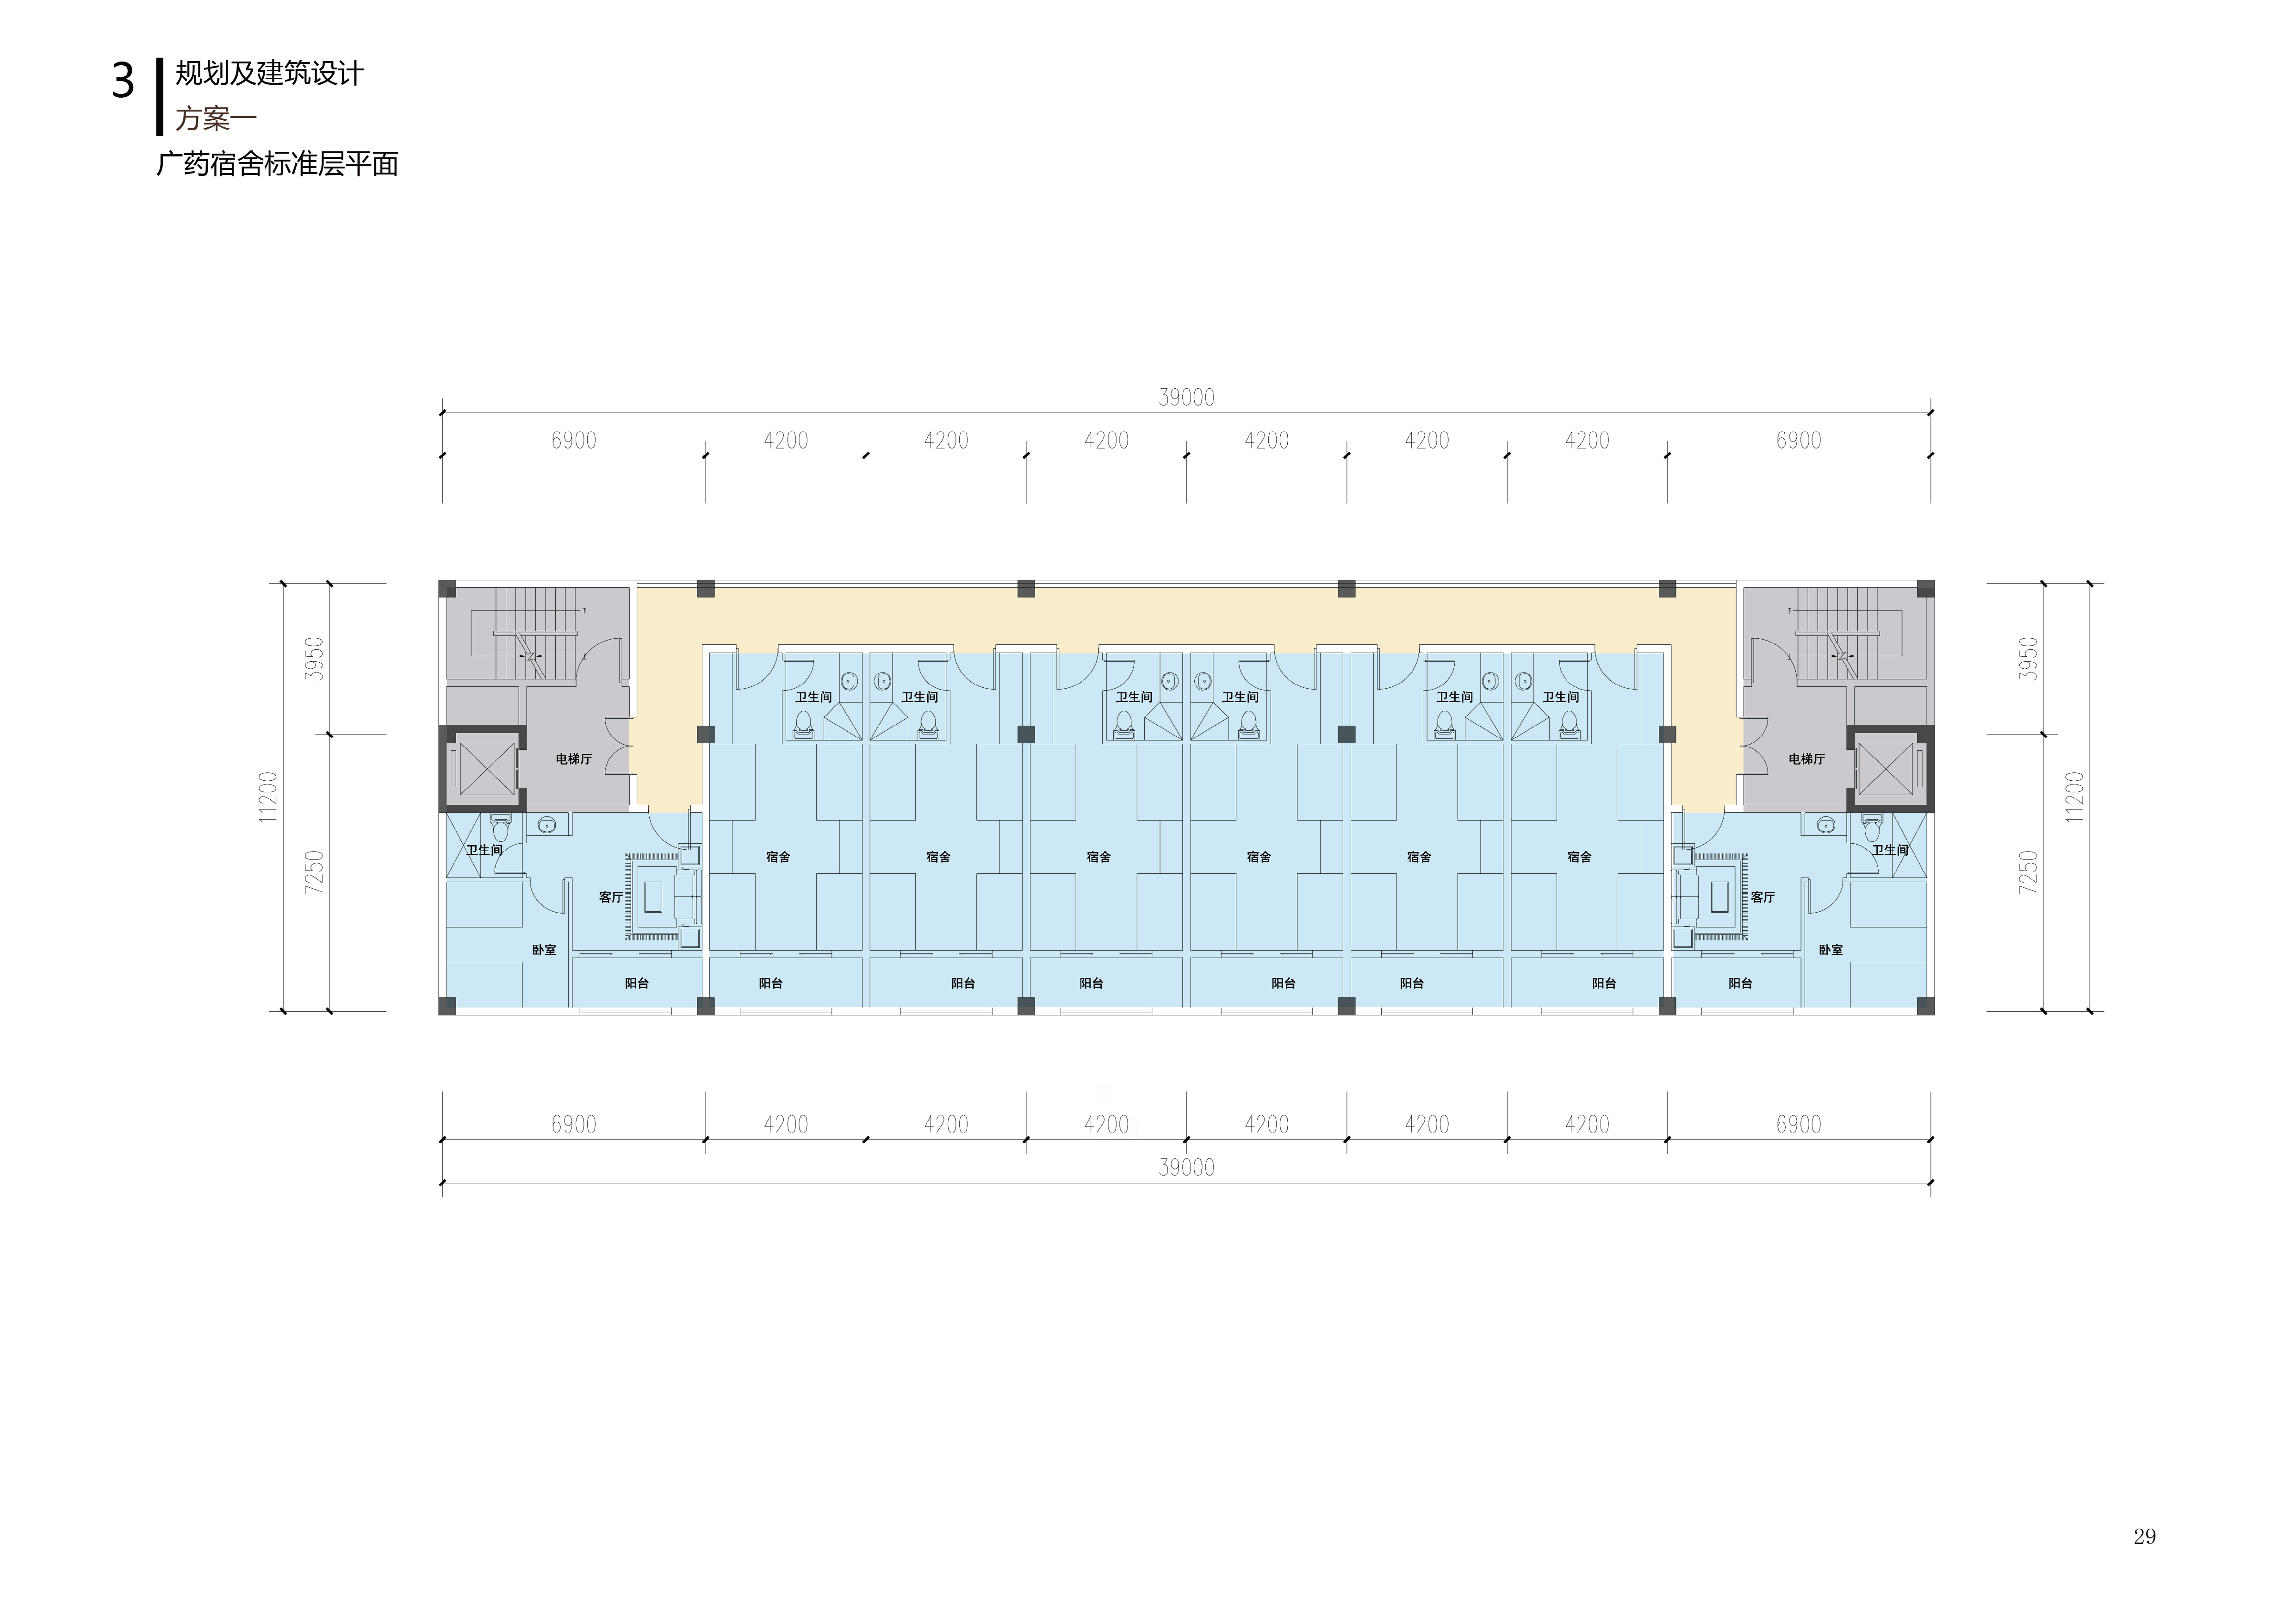 3
规划及建筑设计
方案一
广药宿舍标准层平面
39000
6900 4200 4200 4200 4200 4200 4200 6900
下 下
上 上
3950 3950
卫生间 卫生间 卫生间 卫生间 卫生间 卫生间
电梯厅 电梯厅
11200 11200
卫生间 卫生间
宿舍 宿舍 宿舍 宿舍 宿舍 宿舍
7250 7250
客厅 客厅
卧室 卧室
阳台 阳台 阳台 阳台 阳台 阳台 阳台 阳台
6900 4200 4200 4200 4200 4200 4200 6900
39000
29